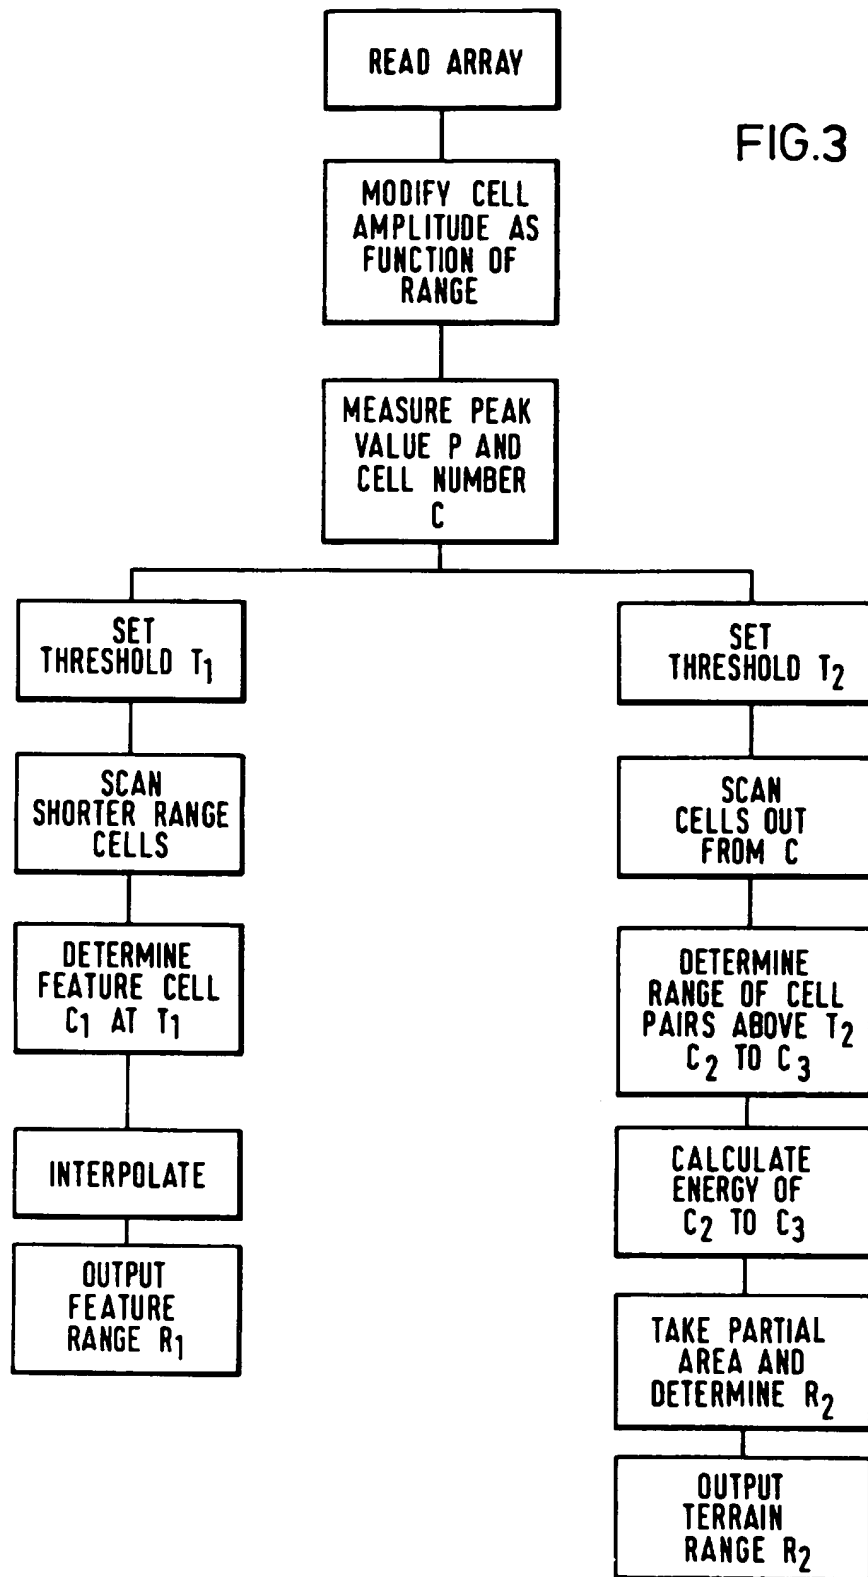 READ ARRAY
FIG.3
MODIFY CELL
AMPLITUDE AS
FUNCTION OF
RANGE
MEASURE PEAK
VALUE P AND
CELL NUMBER
C
SET
THRESHOLD T1
SCAN
SHORTER RANGE
CELLS
DETERMINE
FEATURE CELL
C1 AT T1
INTERPOLATE
OUTPUT
FEATURE
RANGE R1
SET
THRESHOLD T2
SCAN
CELLS OUT
FROM C
DETERMINE
RANGE OF CELL
PAIRS ABOVE T2
C2 TO C3
CALCULATE
ENERGY OF
C2 TO C3
TAKE PARTIAL
AREA AND
DETERMINE R2
OUTPUT
TERRAIN
RANGE R2